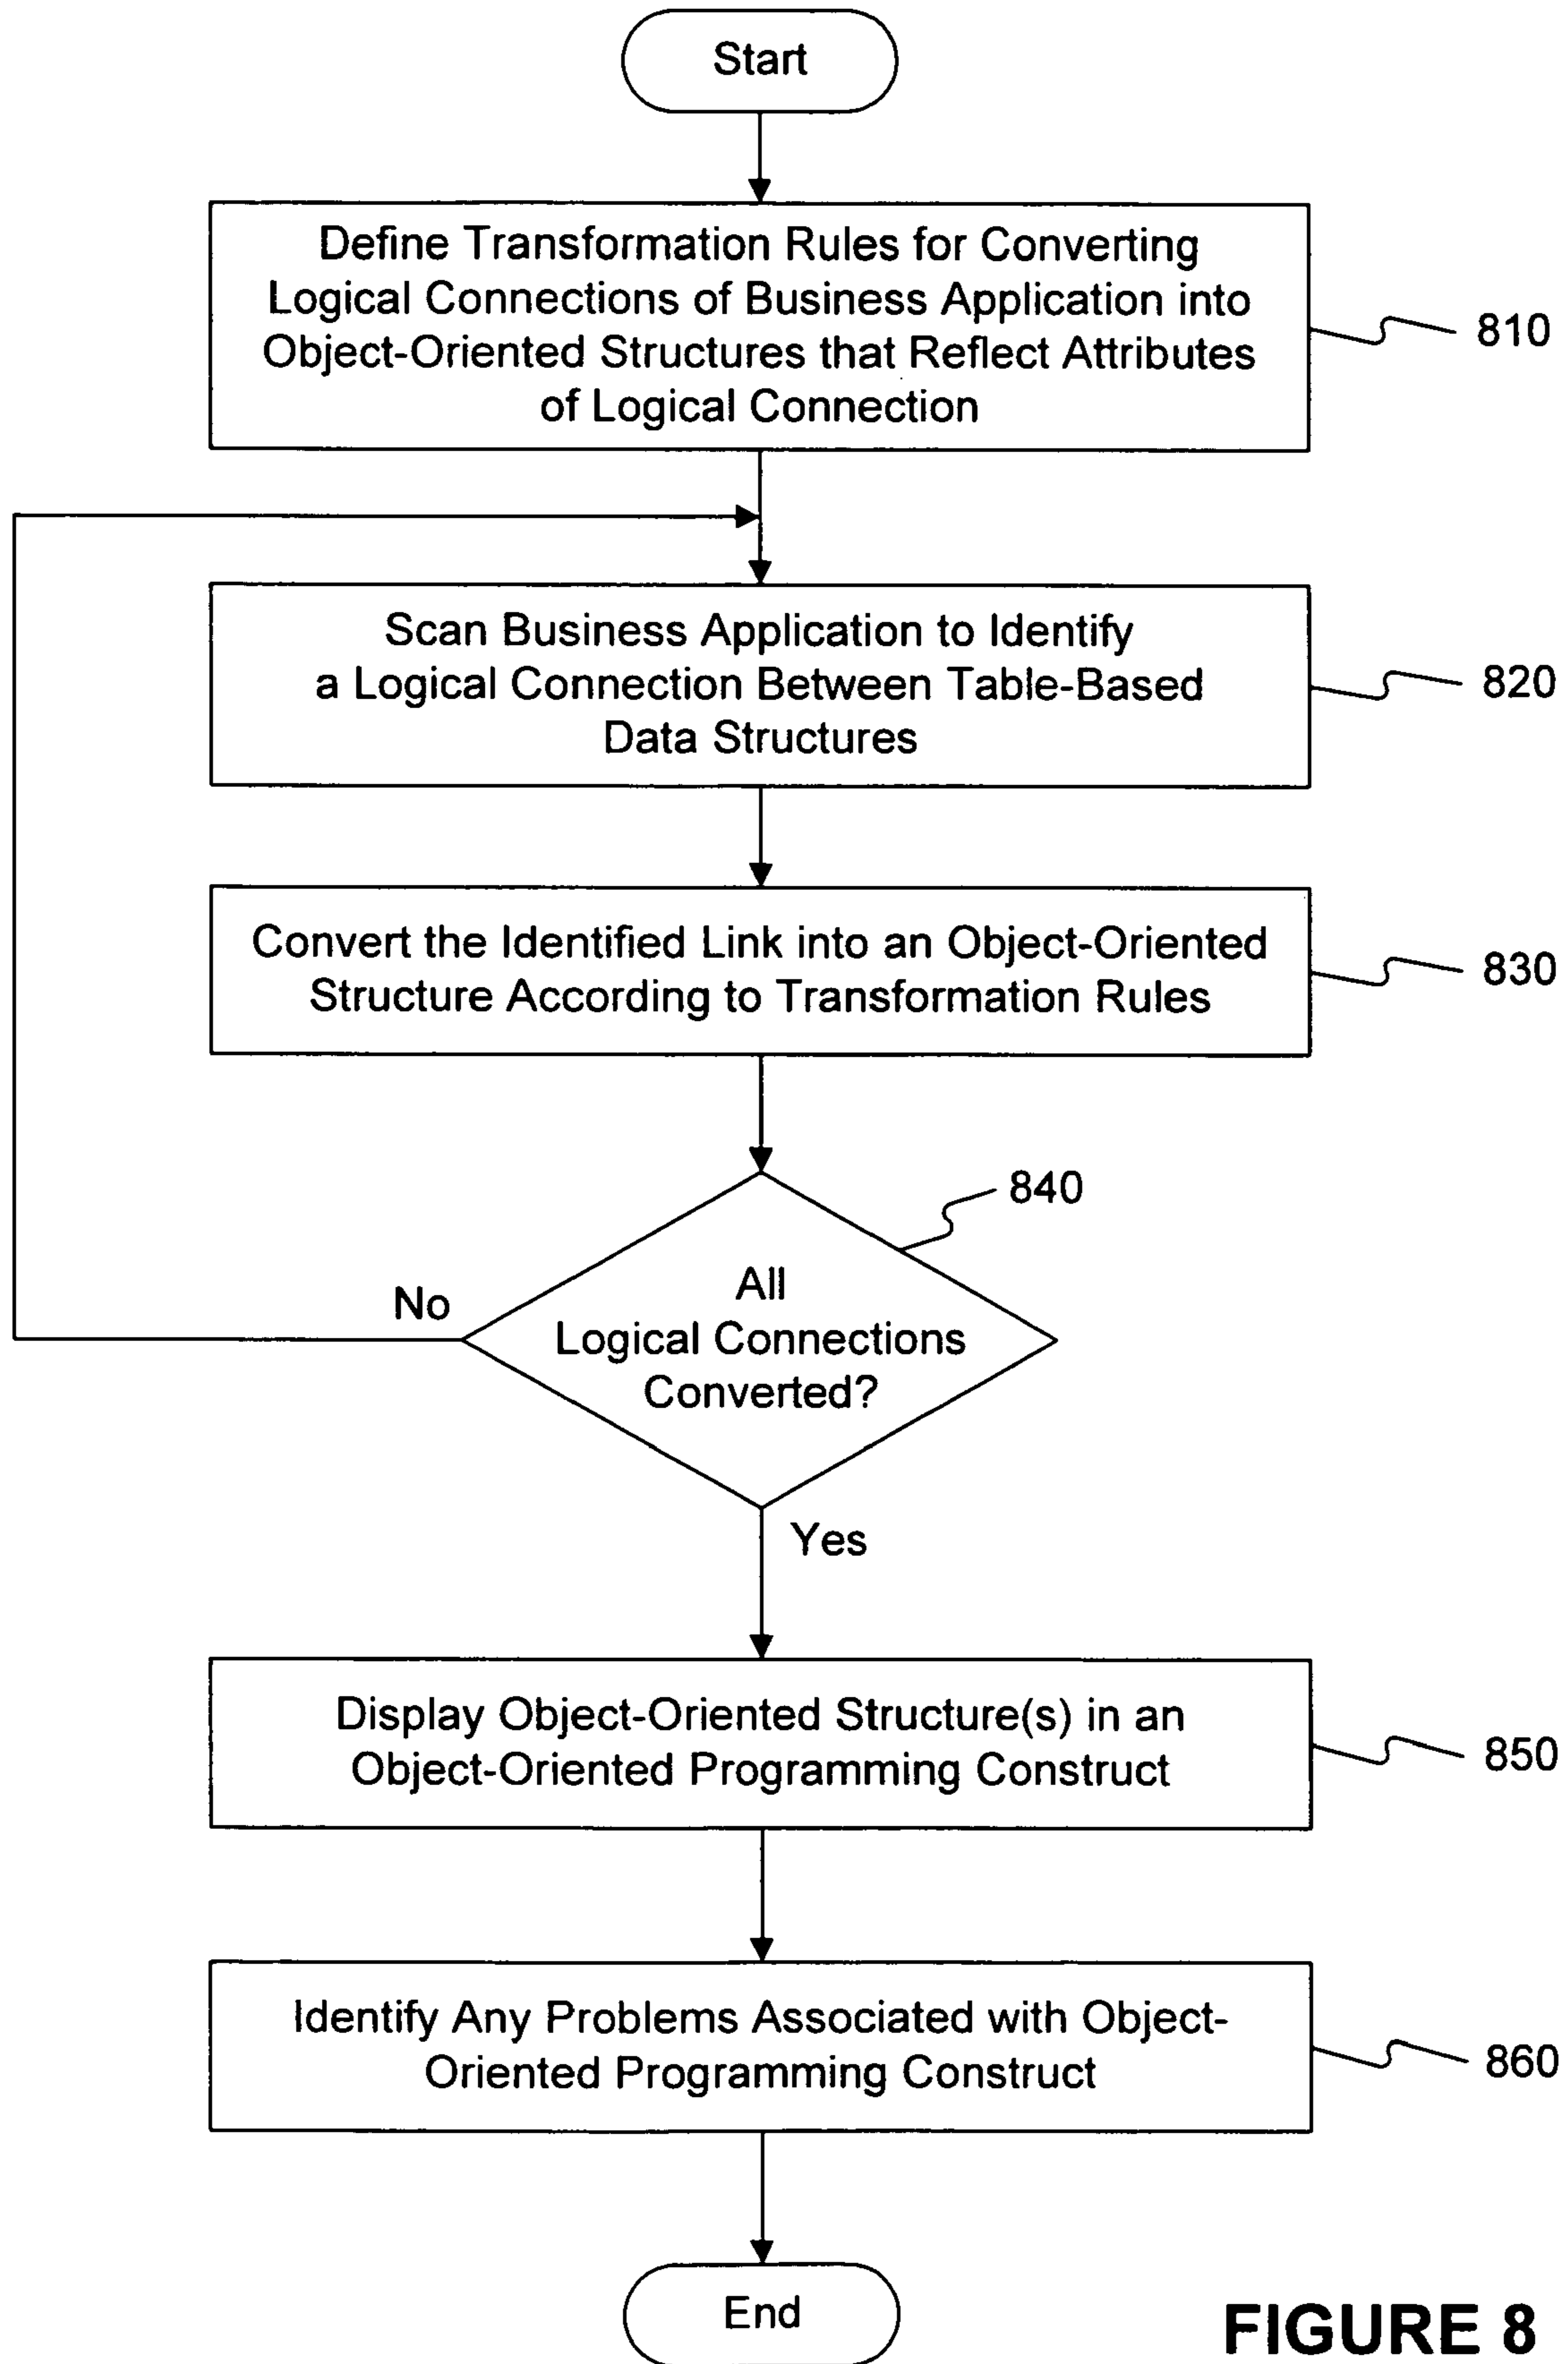 Start
Define Transformation Rules for Converting
Logical Connections of Business Application into
Object-Oriented Structures that Reflect Attributes
of Logical Connection
810
Scan Business Application to Identify
a Logical Connection Between Table-Based
Data Structures
820
Convert the Identified Link into an Object-Oriented
Structure According to Transformation Rules
830
840
All
Logical Connections
Converted?
No
Yes
Display Object-Oriented Structure(s) in an
Object-Oriented Programming Construct
850
Identify Any Problems Associated with Object-
Oriented Programming Construct
860
End
FIGURE 8